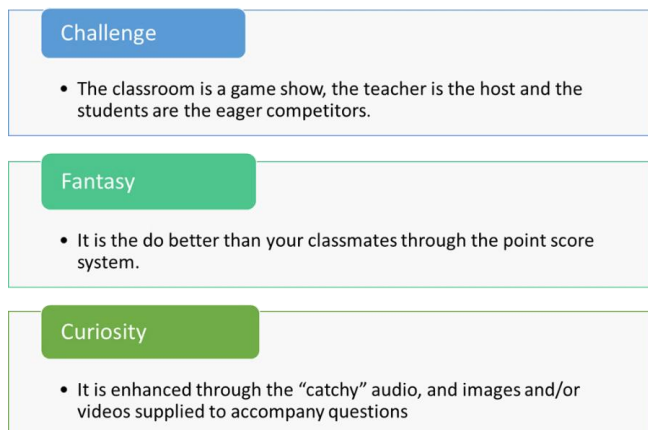 Challenge
• The classroom is a game show, the teacher is the host and the
students are the eager competitors.
Fantasy
• It is the do better than your classmates through the point score
system.
Curiosity
• It is enhanced through the “catchy” audio, and images and/or
videos supplied to accompany questions